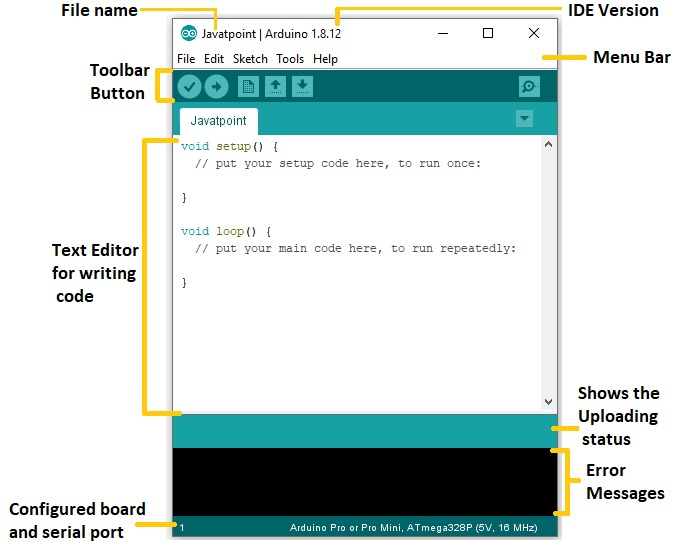 File name
IDE Version
Javatpoint | Arduino 1.8.12
File Edit Sketch Tools Help
Menu Bar
Toolbar
Button
Javatpoint
void setup() {
// put your setup code here, to run once:
}
void loop() {
// put your main code here, to run repeatedly:
}
Text Editor
for writing
code
Shows the
Uploading
status
Error
Messages
Configured board
and serial port
1
Arduino Pro or Pro Mini, ATmega328P (5V, 16 MHz)